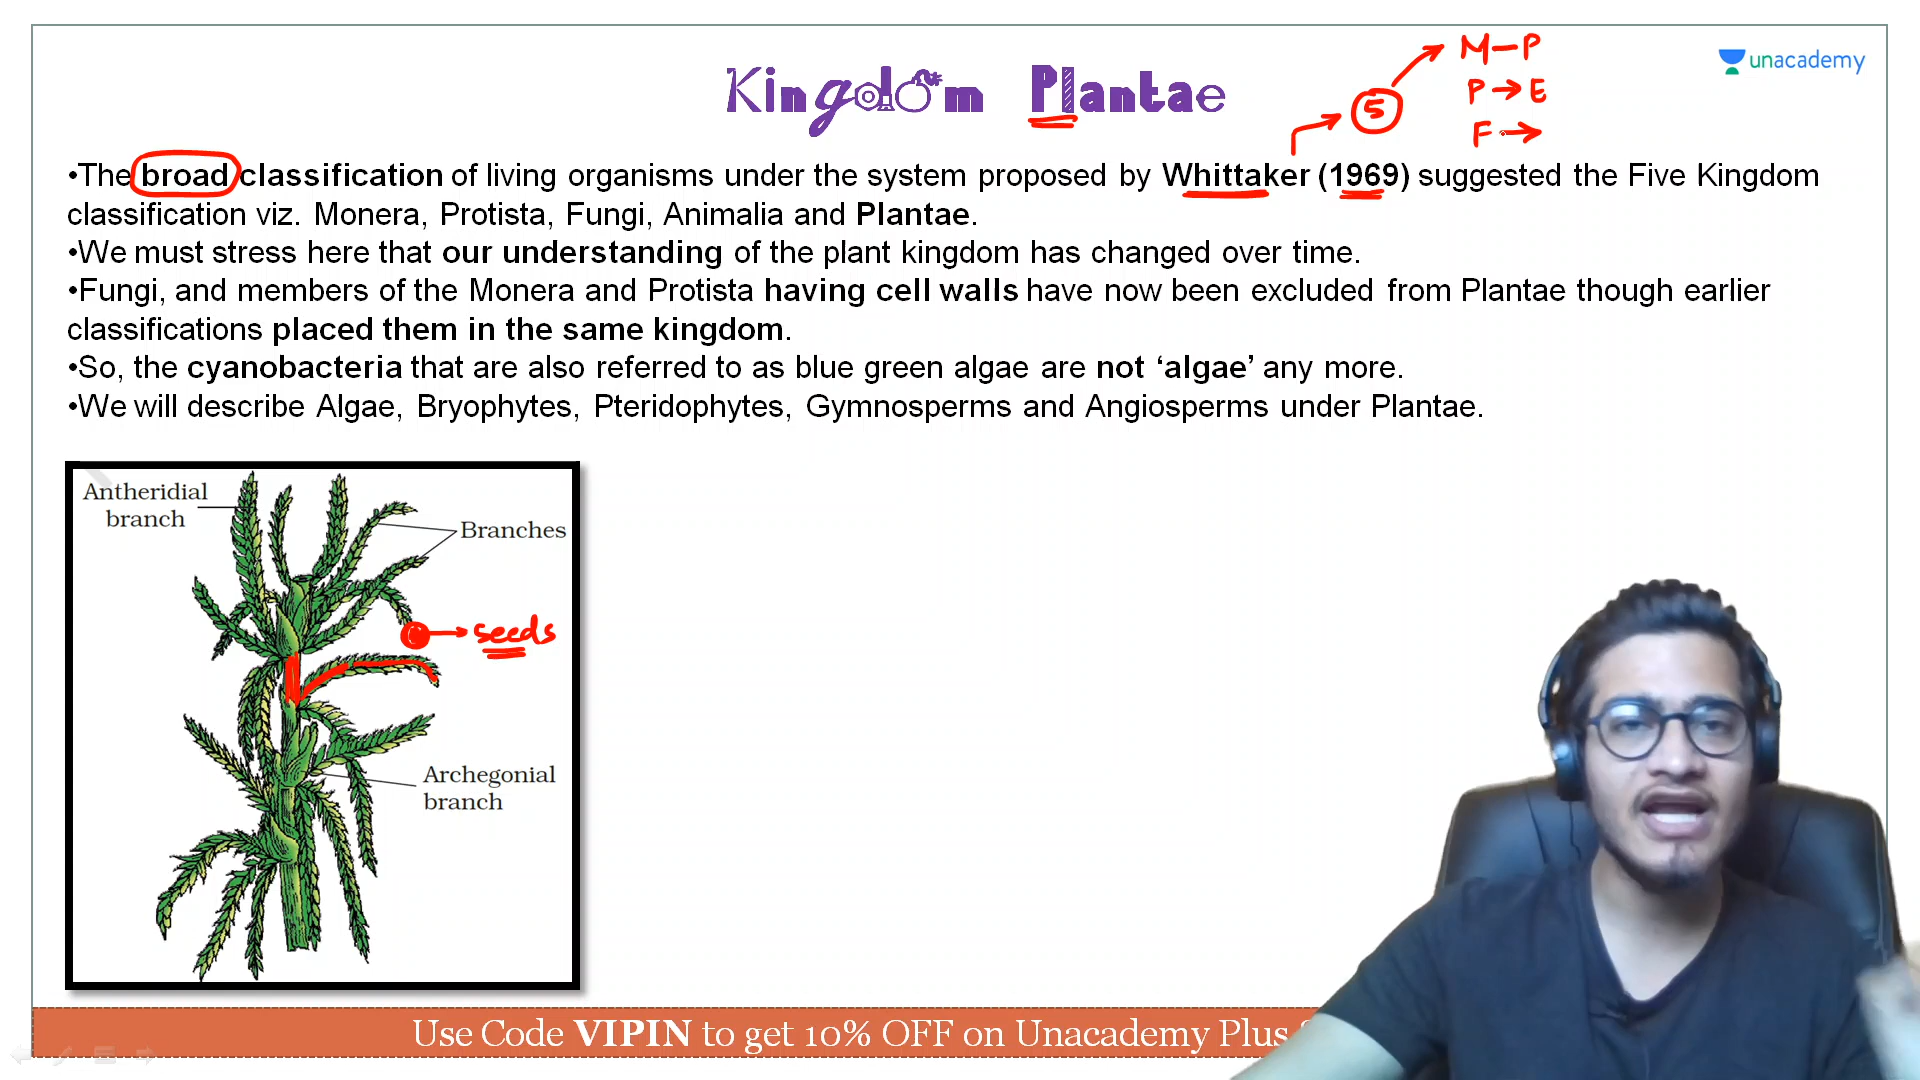 M—P
Kingdom Plantae
unacademy
5
P→E
F→
•The broad classification of living organisms under the system proposed by Whittaker (1969) suggested the Five Kingdom
classification viz. Monera, Protista, Fungi, Animalia and Plantae.
•We must stress here that our understanding of the plant kingdom has changed over time.
•Fungi, and members of the Monera and Protista having cell walls have now been excluded from Plantae though earlier
classifications placed them in the same kingdom.
•So, the cyanobacteria that are also referred to as blue green algae are not ‘algae’ any more.
•We will describe Algae, Bryophytes, Pteridophytes, Gymnosperms and Angiosperms under Plantae.
Antheridial
branch
Branches
seeds
Archegonial
branch
Use Code VIPIN to get 10% OFF on Unacademy Plus